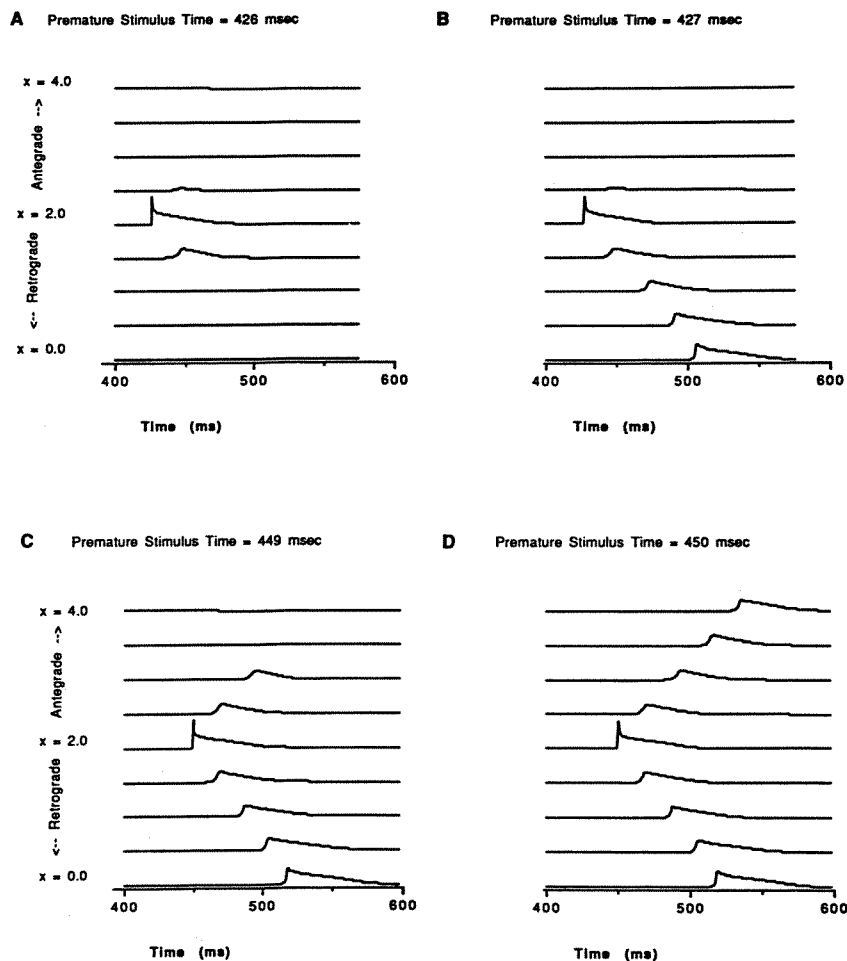 A Premature Stimulus Time = 426 msec
x = 4.0
Antegrade -->
x = 2.0
<-- Retrograde
x = 0.0
400 500 600
Time (ms)
B Premature Stimulus Time = 427 msec
400 500 600
Time (ms)
C Premature Stimulus Time = 449 msec
x = 4.0
Antegrade -->
x = 2.0
<-- Retrograde
x = 0.0
400 500 600
Time (ms)
D Premature Stimulus Time = 450 msec
400 500 600
Time (ms)